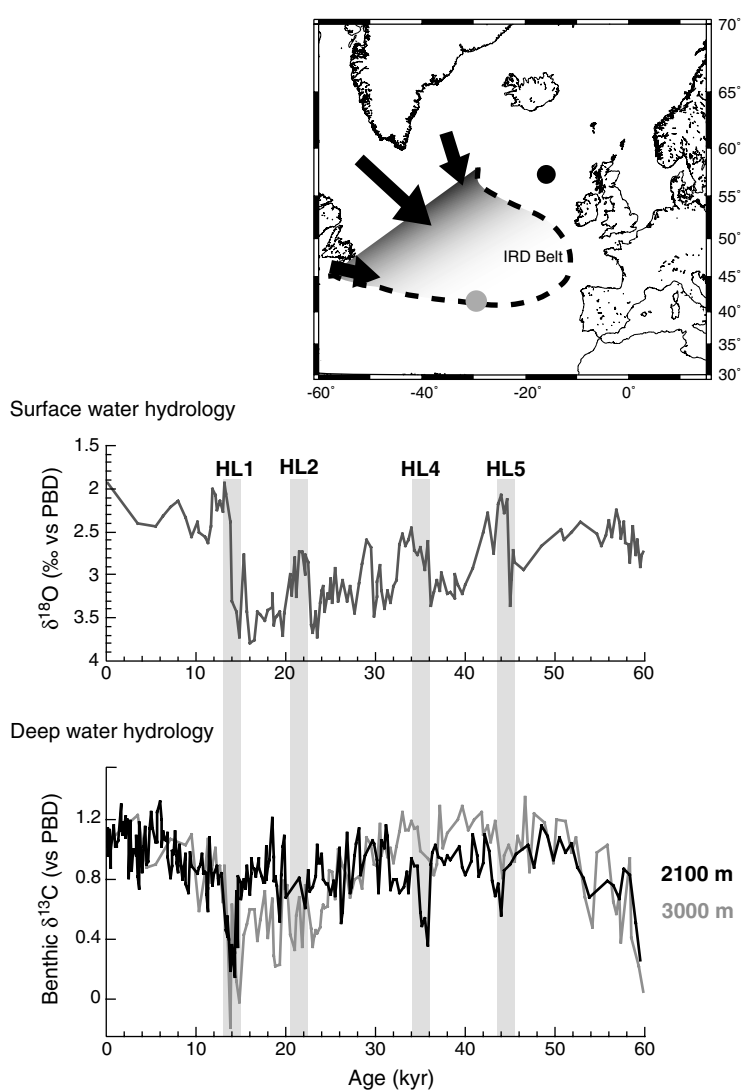 70°
65°
60°
55°
50°
IRD Belt
45°
40°
35°
30°
-60° -40° -20° 0°
Surface water hydrology
1.5
2
2.5
3
3.5
4
δ18O (‰ vs PBD)
HL1 HL2 HL4 HL5
0 10 20 30 40 50 60
Deep water hydrology
1.2
0.8
0.4
0
Benthic δ13C (vs PBD)
2100 m
3000 m
0 10 20 30 40 50 60
Age (kyr)